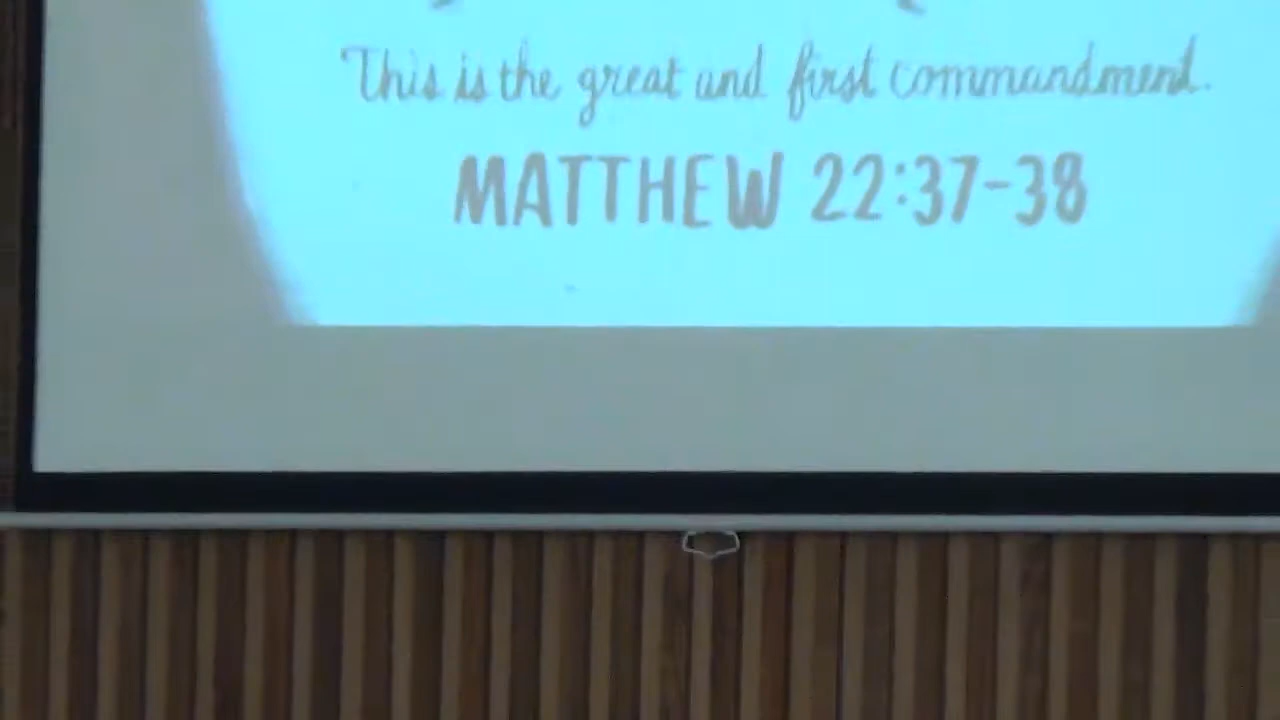 This is the great and first commandment.
MATTHEW 22:37-38